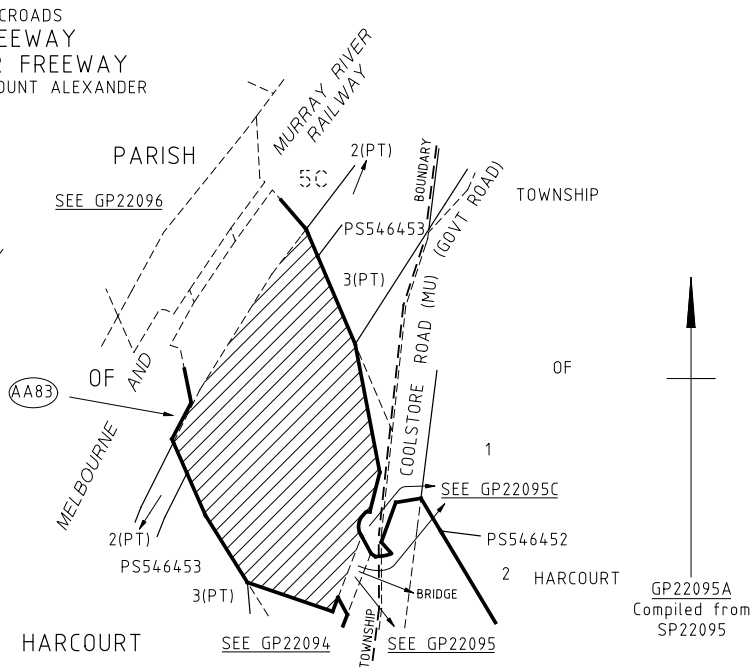 CROADS
EEWAY
R FREEWAY
OUNT ALEXANDER
MURRAY RIVER
RAILWAY
PARISH
2(PT)
5C
BOUNDARY
SEE GP22096
TOWNSHIP
PS546453
3(PT)
COOLSTORE ROAD (MU) (GOVT ROAD)
OF
OF
AND
AA83
MELBOURNE
1
SEE GP22095C
2(PT)
PS546453
PS546452
2
HARCOURT
3(PT)
BRIDGE
GP22095A
Compiled from
SP22095
HARCOURT
SEE GP22094
TOWNSHIP
SEE GP22095